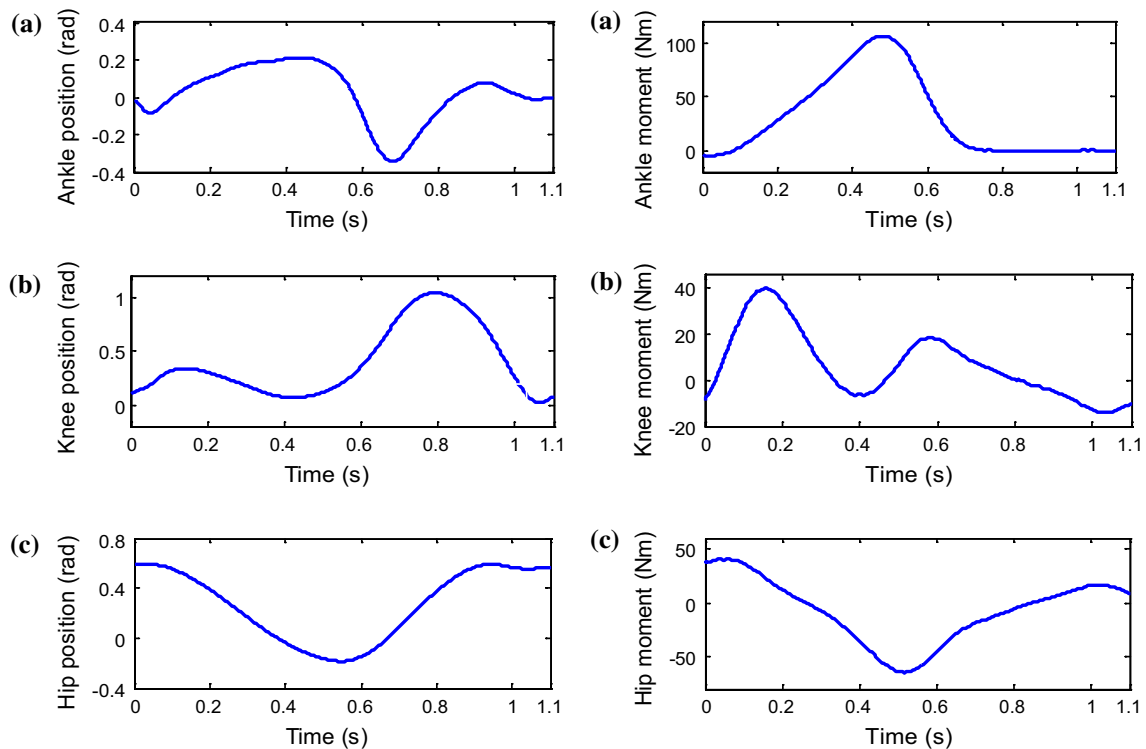 (a)
Ankle position (rad)
0.4
0.2
0
-0.2
-0.4
0 0.2 0.4 0.6 0.8 1 1.1
Time (s)
(a)
Ankle moment (Nm)
100
50
0
0 0.2 0.4 0.6 0.8 1 1.1
Time (s)
(b)
Knee position (rad)
1
0.5
0
0 0.2 0.4 0.6 0.8 1 1.1
Time (s)
(b)
Knee moment (Nm)
40
20
0
-20
0 0.2 0.4 0.6 0.8 1 1.1
Time (s)
(c)
Hip position (rad)
0.8
0.4
0
-0.4
0 0.2 0.4 0.6 0.8 1 1.1
Time (s)
(c)
Hip moment (Nm)
50
0
-50
0 0.2 0.4 0.6 0.8 1 1.1
Time (s)